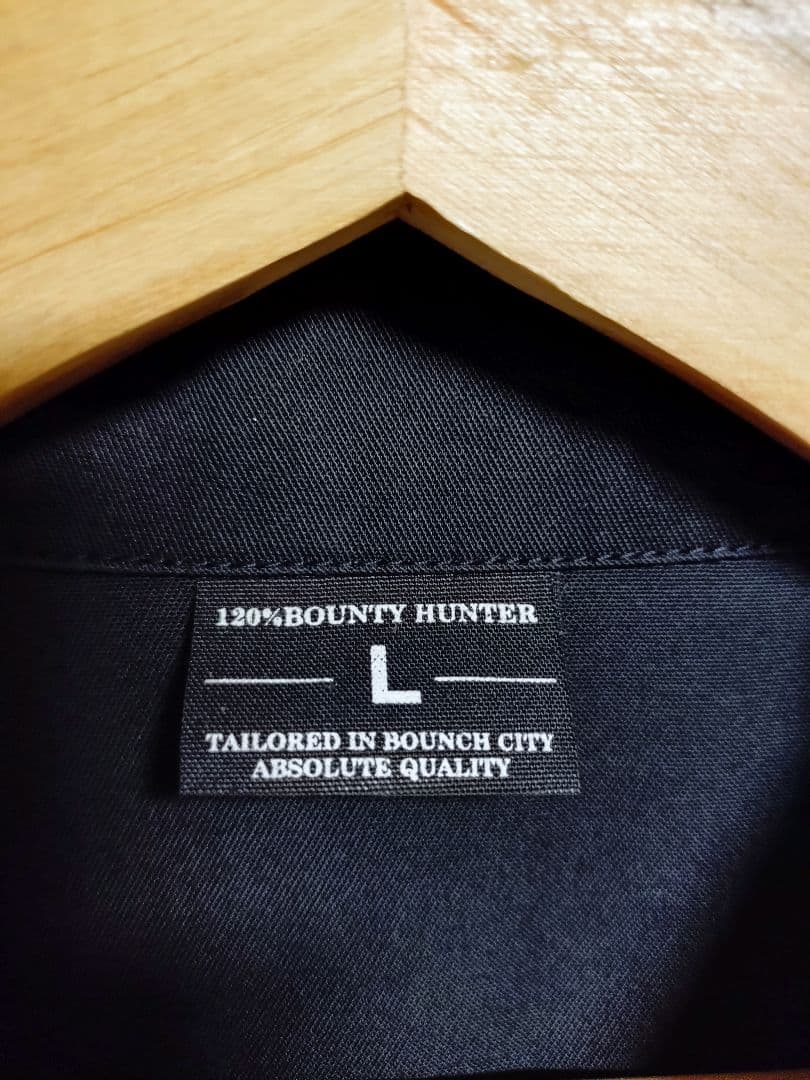 120%BOUNTY HUNTER
L
TAILORED IN BOUNCH CITY
ABSOLUTE QUALITY